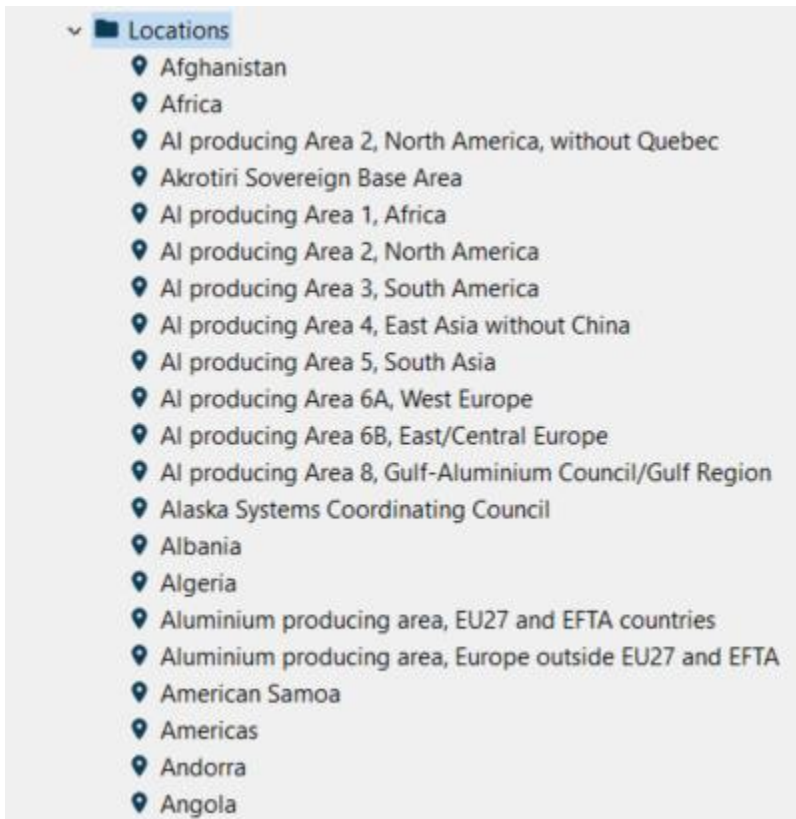 Locations
Afghanistan
Africa
Al producing Area 2, North America, without Quebec
Akrotiri Sovereign Base Area
Al producing Area 1, Africa
Al producing Area 2, North America
Al producing Area 3, South America
Al producing Area 4, East Asia without China
Al producing Area 5, South Asia
Al producing Area 6A, West Europe
Al producing Area 6B, East/Central Europe
Al producing Area 8, Gulf-Aluminium Council/Gulf Region
Alaska Systems Coordinating Council
Albania
Algeria
Aluminium producing area, EU27 and EFTA countries
Aluminium producing area, Europe outside EU27 and EFTA
American Samoa
Americas
Andorra
Angola